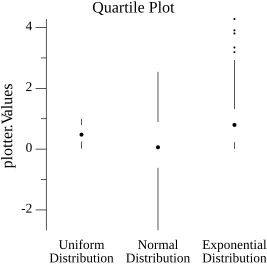 Quartile Plot
plotter.Values
4
2
0
-2
Uniform Distribution
Normal Distribution
Exponential Distribution